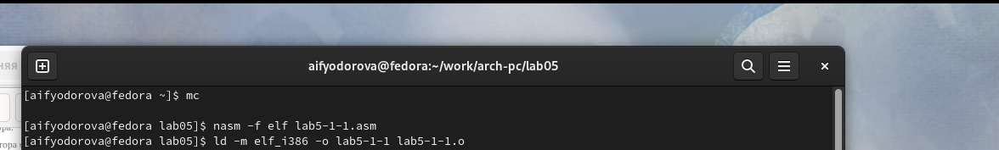 aifyodorova@fedora:~/work/arch-pc/lab05
[aifyodorova@fedora ~]$ mc
[aifyodorova@fedora lab05]$ nasm -f elf lab5-1-1.asm
[aifyodorova@fedora lab05]$ ld -m elf_i386 -o lab5-1-1 lab5-1-1.o